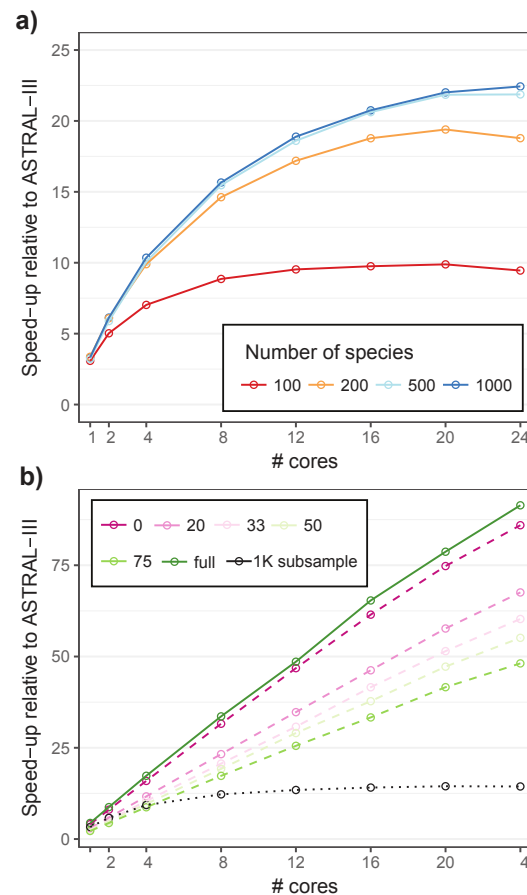 a)
Speed−up relative to ASTRAL−III
25
20
15
10
5
0
Number of species
100 200 500 1000
1 2 4 8 12 16 20 24
# cores
b)
Speed−up relative to ASTRAL−III
0 20 33 50
75 full 1K subsample
75
50
25
0
1 2 4 8 12 16 20 4
# cores